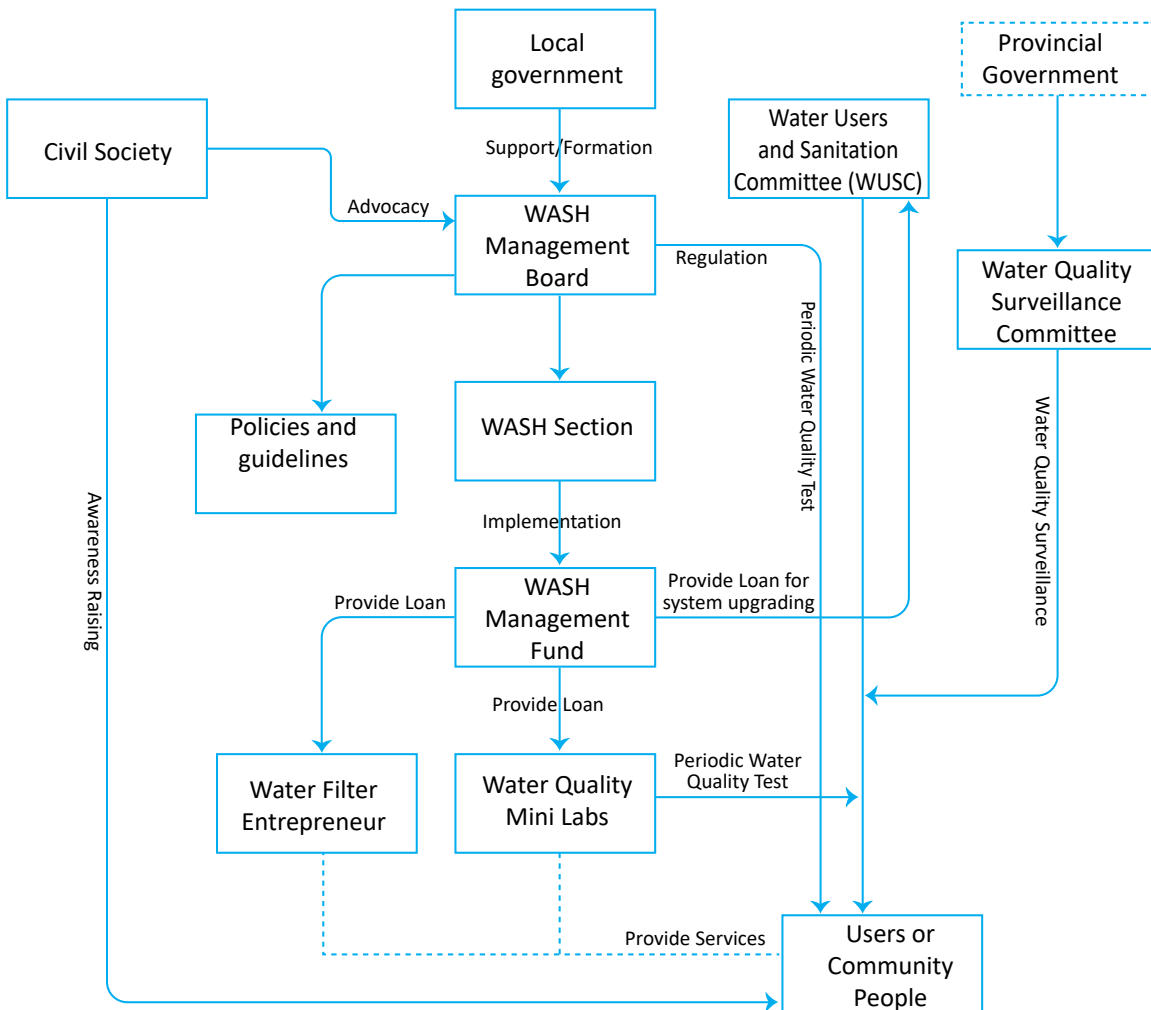 Local
government
Provincial
Government
Civil Society
Water Users
and Sanitation
Committee (WUSC)
Support/Formation
Advocacy
WASH
Management
Board
Regulation
Water Quality
Surveillance
Committee
Periodic Water Quality Test
Policies and
guidelines
WASH Section
Water Quality Surveillance
Awareness Raising
Implementation
Provide Loan
WASH
Management
Fund
Provide Loan for
system upgrading
Provide Loan
Water Filter
Entrepreneur
Water Quality
Mini Labs
Periodic Water
Quality Test
Provide Services
Users or
Community
People